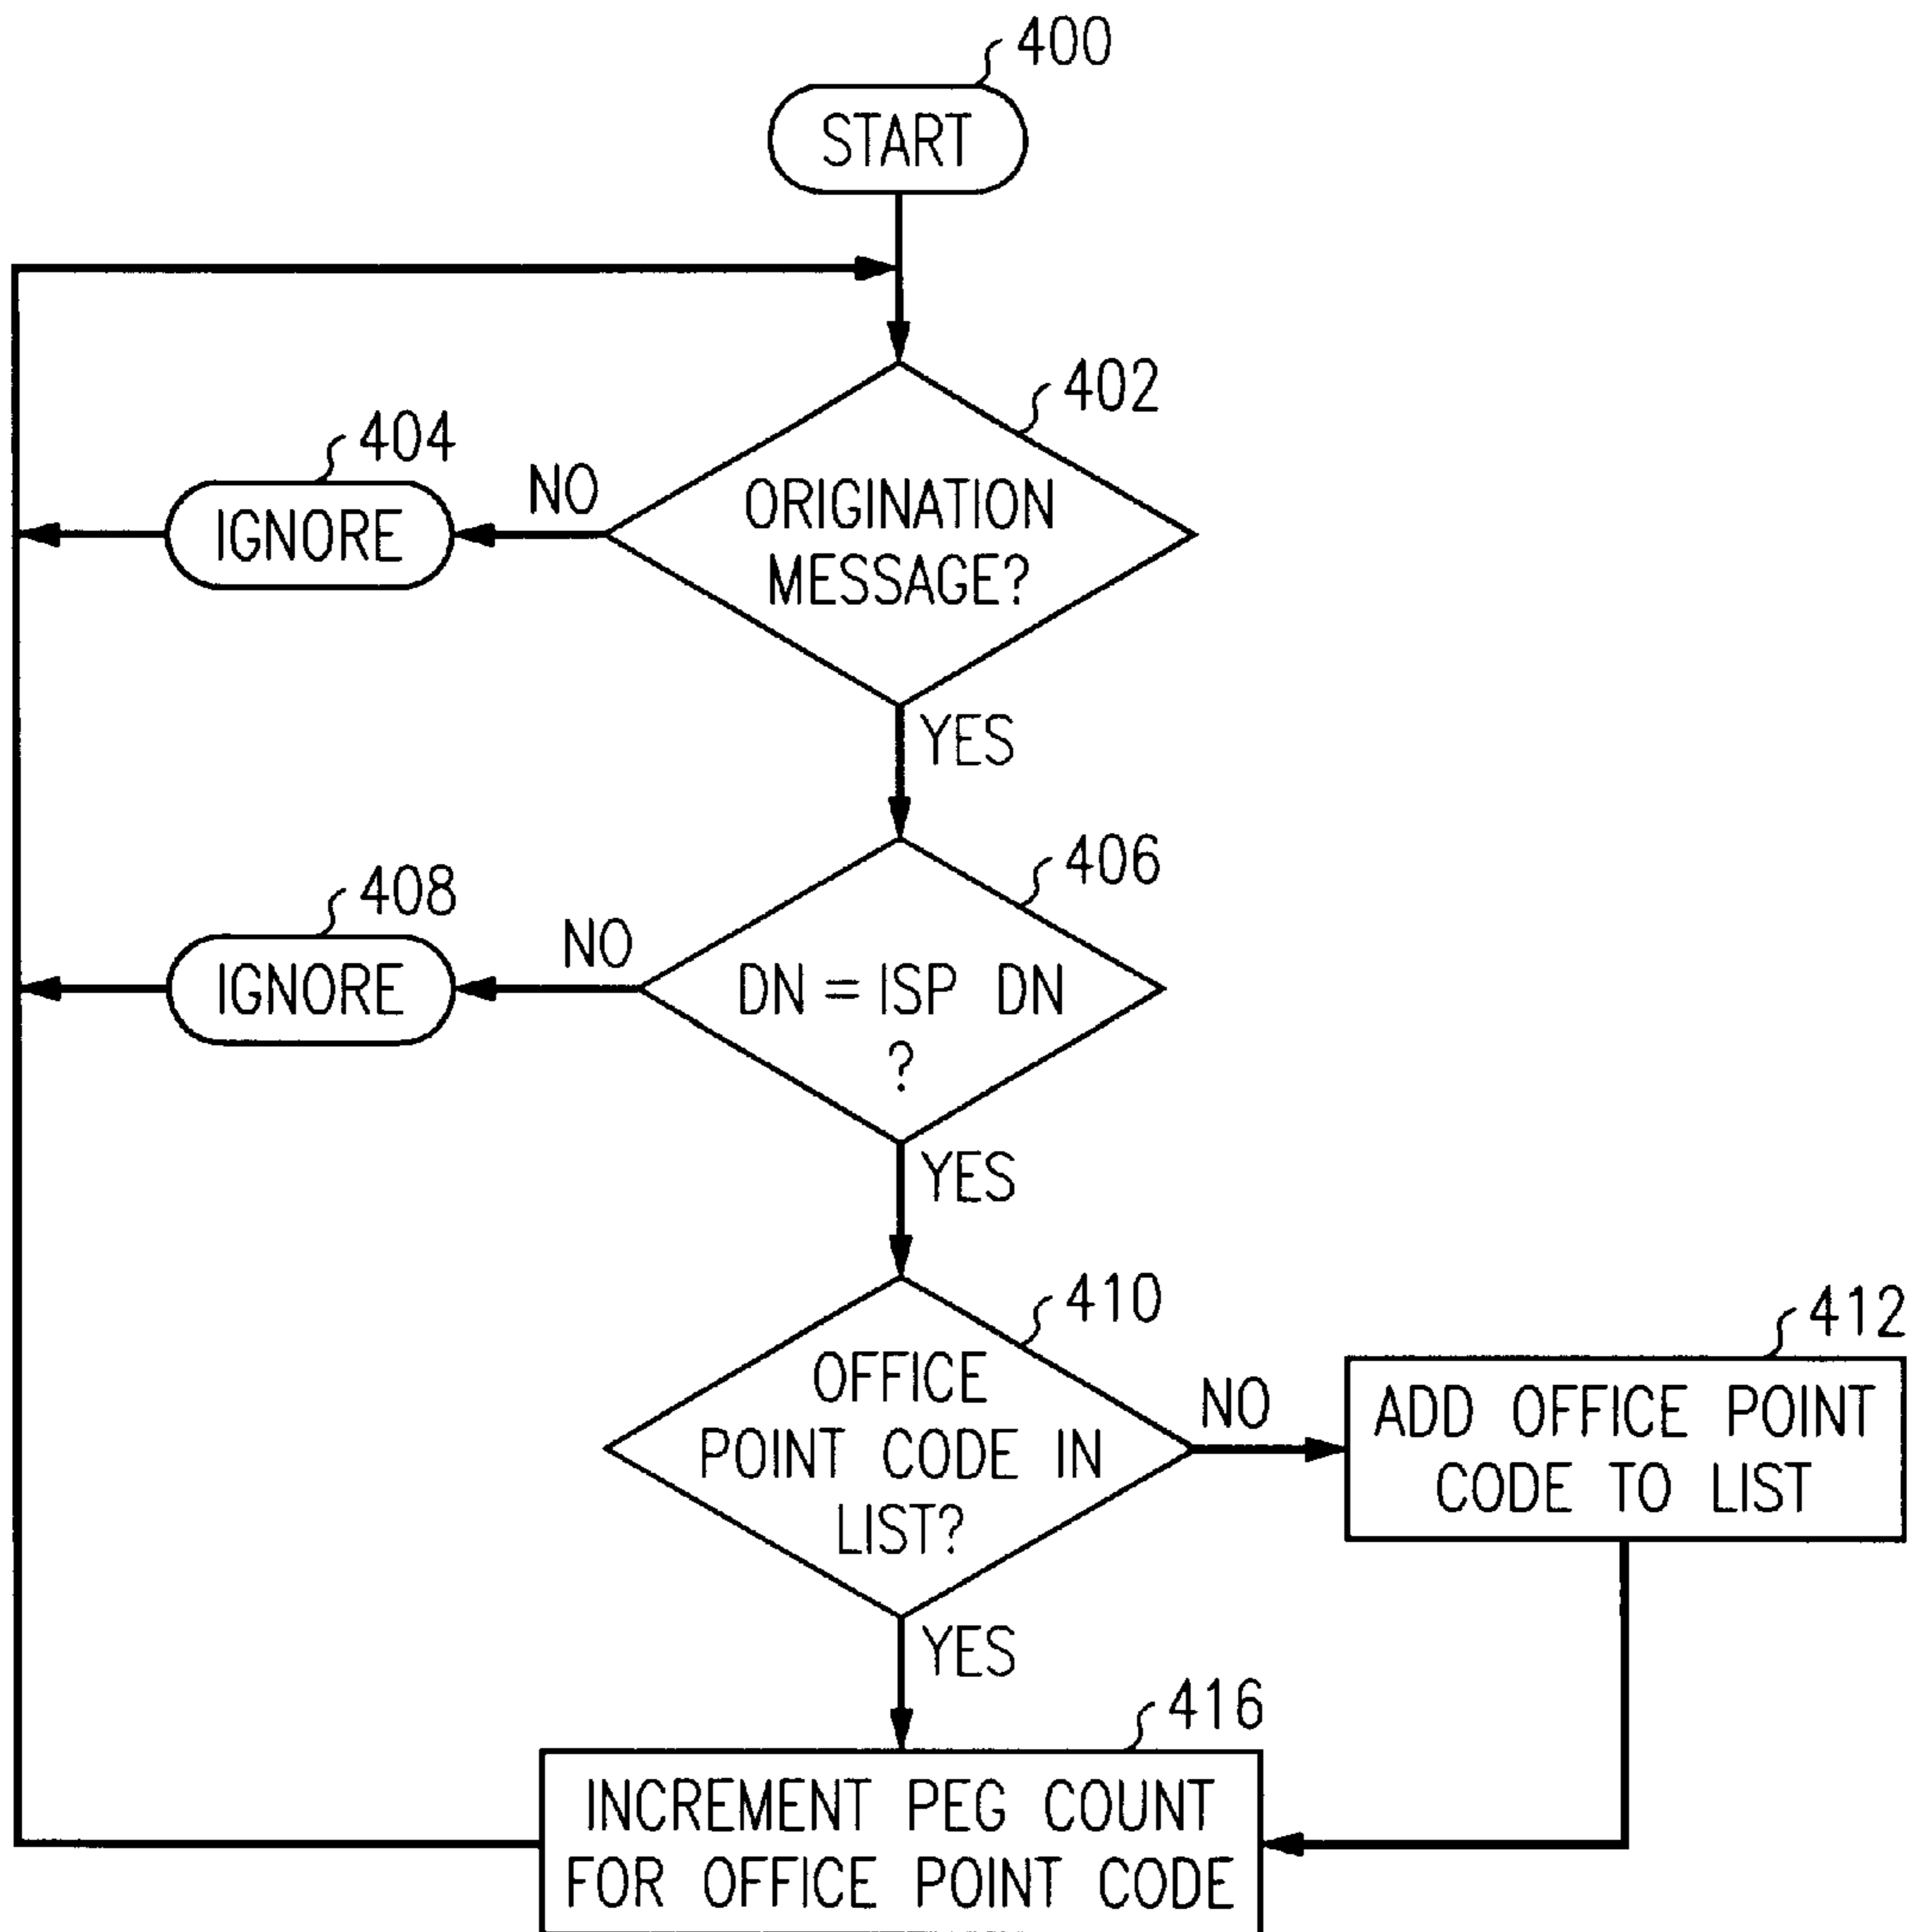 400
START
402
ORIGINATION
MESSAGE?
404
IGNORE
NO
YES
406
DN = ISP DN
?
408
IGNORE
NO
YES
410
OFFICE
POINT CODE IN
LIST?
NO
412
ADD OFFICE POINT
CODE TO LIST
YES
416
INCREMENT PEG COUNT
FOR OFFICE POINT CODE